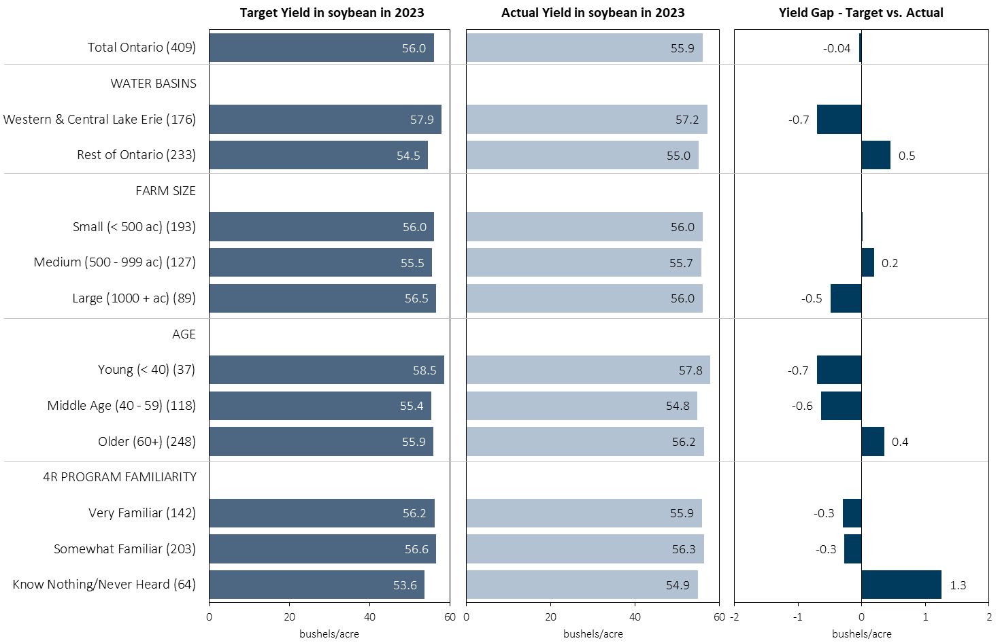 Target Yield in soybean in 2023 Actual Yield in soybean in 2023 Yield Gap - Target vs. Actual
Total Ontario (409) 56.0 55.9 -0.04
WATER BASINS
Western & Central Lake Erie (176) 57.9 57.2 -0.7
Rest of Ontario (233) 54.5 55.0 0.5
FARM SIZE
Small (< 500 ac) (193) 56.0 56.0
Medium (500 - 999 ac) (127) 55.5 55.7 0.2
Large (1000 + ac) (89) 56.5 56.0 -0.5
AGE
Young (< 40) (37) 58.5 57.8 -0.7
Middle Age (40 - 59) (118) 55.4 54.8 -0.6
Older (60+) (248) 55.9 56.2 0.4
4R PROGRAM FAMILIARITY
Very Familiar (142) 56.2 55.9 -0.3
Somewhat Familiar (203) 56.6 56.3 -0.3
Know Nothing/Never Heard (64) 53.6 54.9 1.3
0 20 40 60 0 20 40 60 -2 -1 0 1 2
bushels/acre bushels/acre bushels/acre